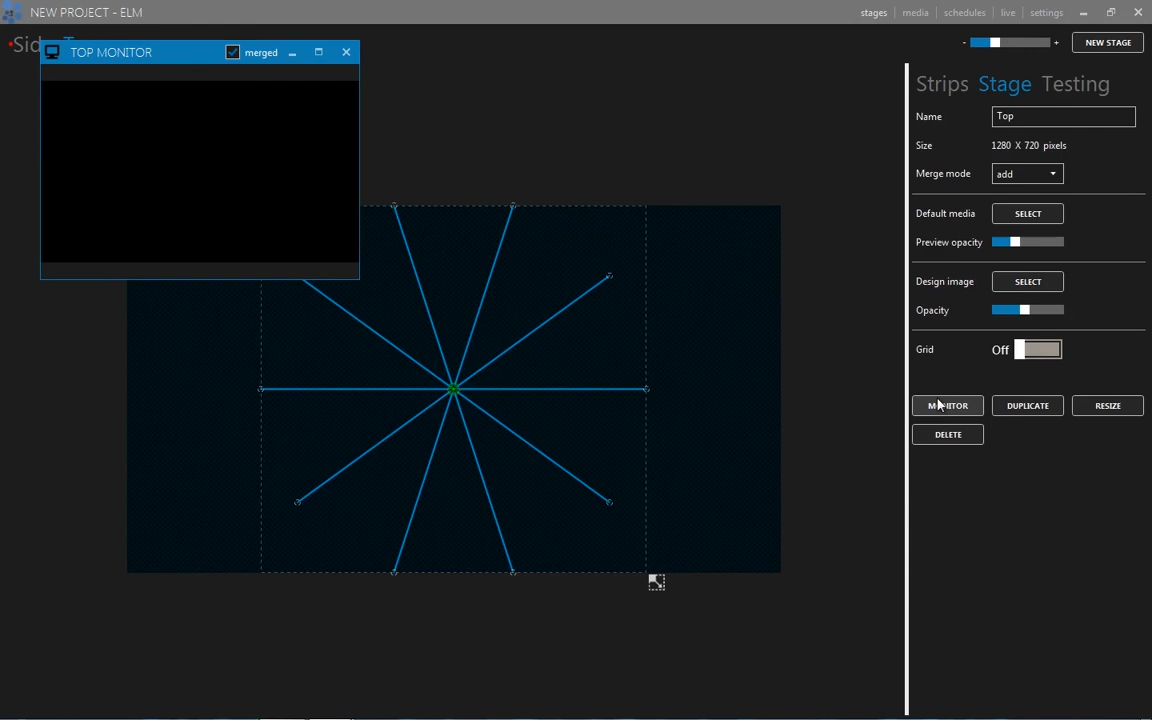 NEW PROJECT - ELM
stages media schedules live settings
Side
TOP MONITOR
merged
- +
NEW STAGE
Strips Stage Testing
Name Top
Size 1280 X 720 pixels
Merge mode add
Default media SELECT
Preview opacity
Design image SELECT
Opacity
Grid Off
MONITOR DUPLICATE RESIZE
DELETE